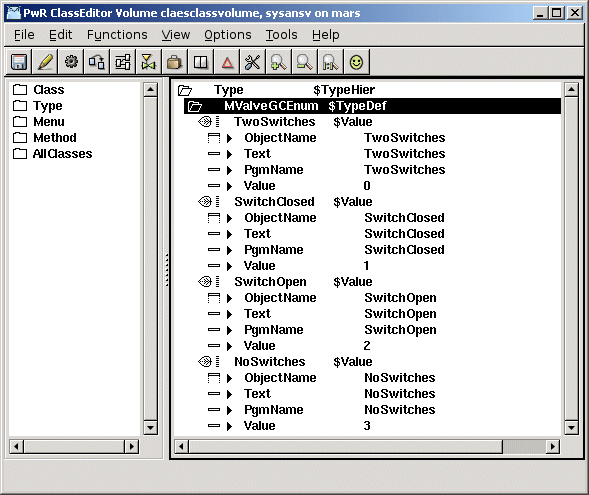 PwR ClassEditor Volume claesclassvolume, sysansv on mars
File Edit Functions View Options Tools Help
Class
Type
Menu
Method
AllClasses
Type $TypeHier
MValveGCEnum $TypeDef
TwoSwitches $Value
ObjectName TwoSwitches
Text TwoSwitches
PgmName TwoSwitches
Value 0
SwitchClosed $Value
ObjectName SwitchClosed
Text SwitchClosed
PgmName SwitchClosed
Value 1
SwitchOpen $Value
ObjectName SwitchOpen
Text SwitchOpen
PgmName SwitchOpen
Value 2
NoSwitches $Value
ObjectName NoSwitches
Text NoSwitches
PgmName NoSwitches
Value 3